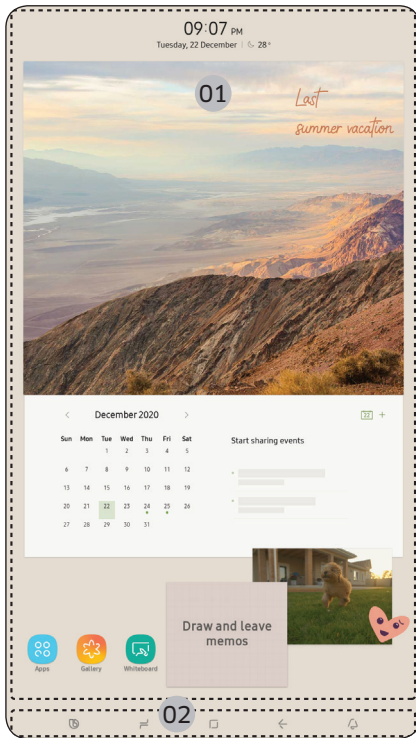 09:07 PM
Tuesday, 22 December | 28°
01
Last
summer vacation
December 2020
22
Sun Mon Tue Wed Thu Fri Sat
1 2 3 4 5
6 7 8 9 10 11 12
13 14 15 16 17 18 19
20 21 22 23 24 25 26
27 28 29 30 31
Start sharing events
Draw and leave
memos
Apps Gallery Whiteboard
02